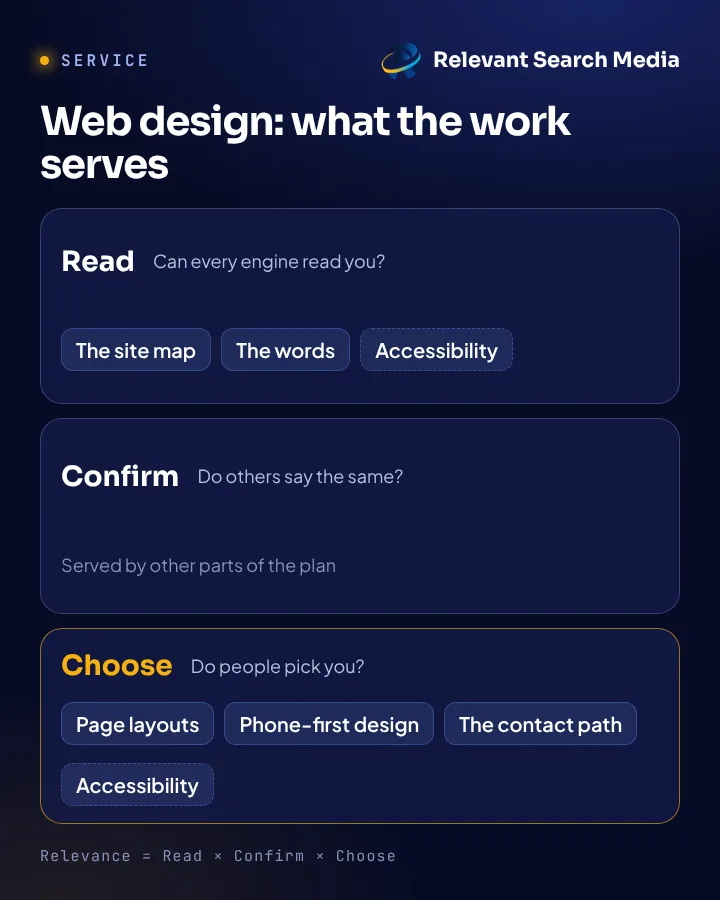 SERVICE
Relevant Search Media
Web design: what the work
serves
Read Can every engine read you?
The site map The words Accessibility
Confirm Do others say the same?
Served by other parts of the plan
Choose Do people pick you?
Page layouts Phone-first design The contact path
Accessibility
Relevance = Read × Confirm × Choose